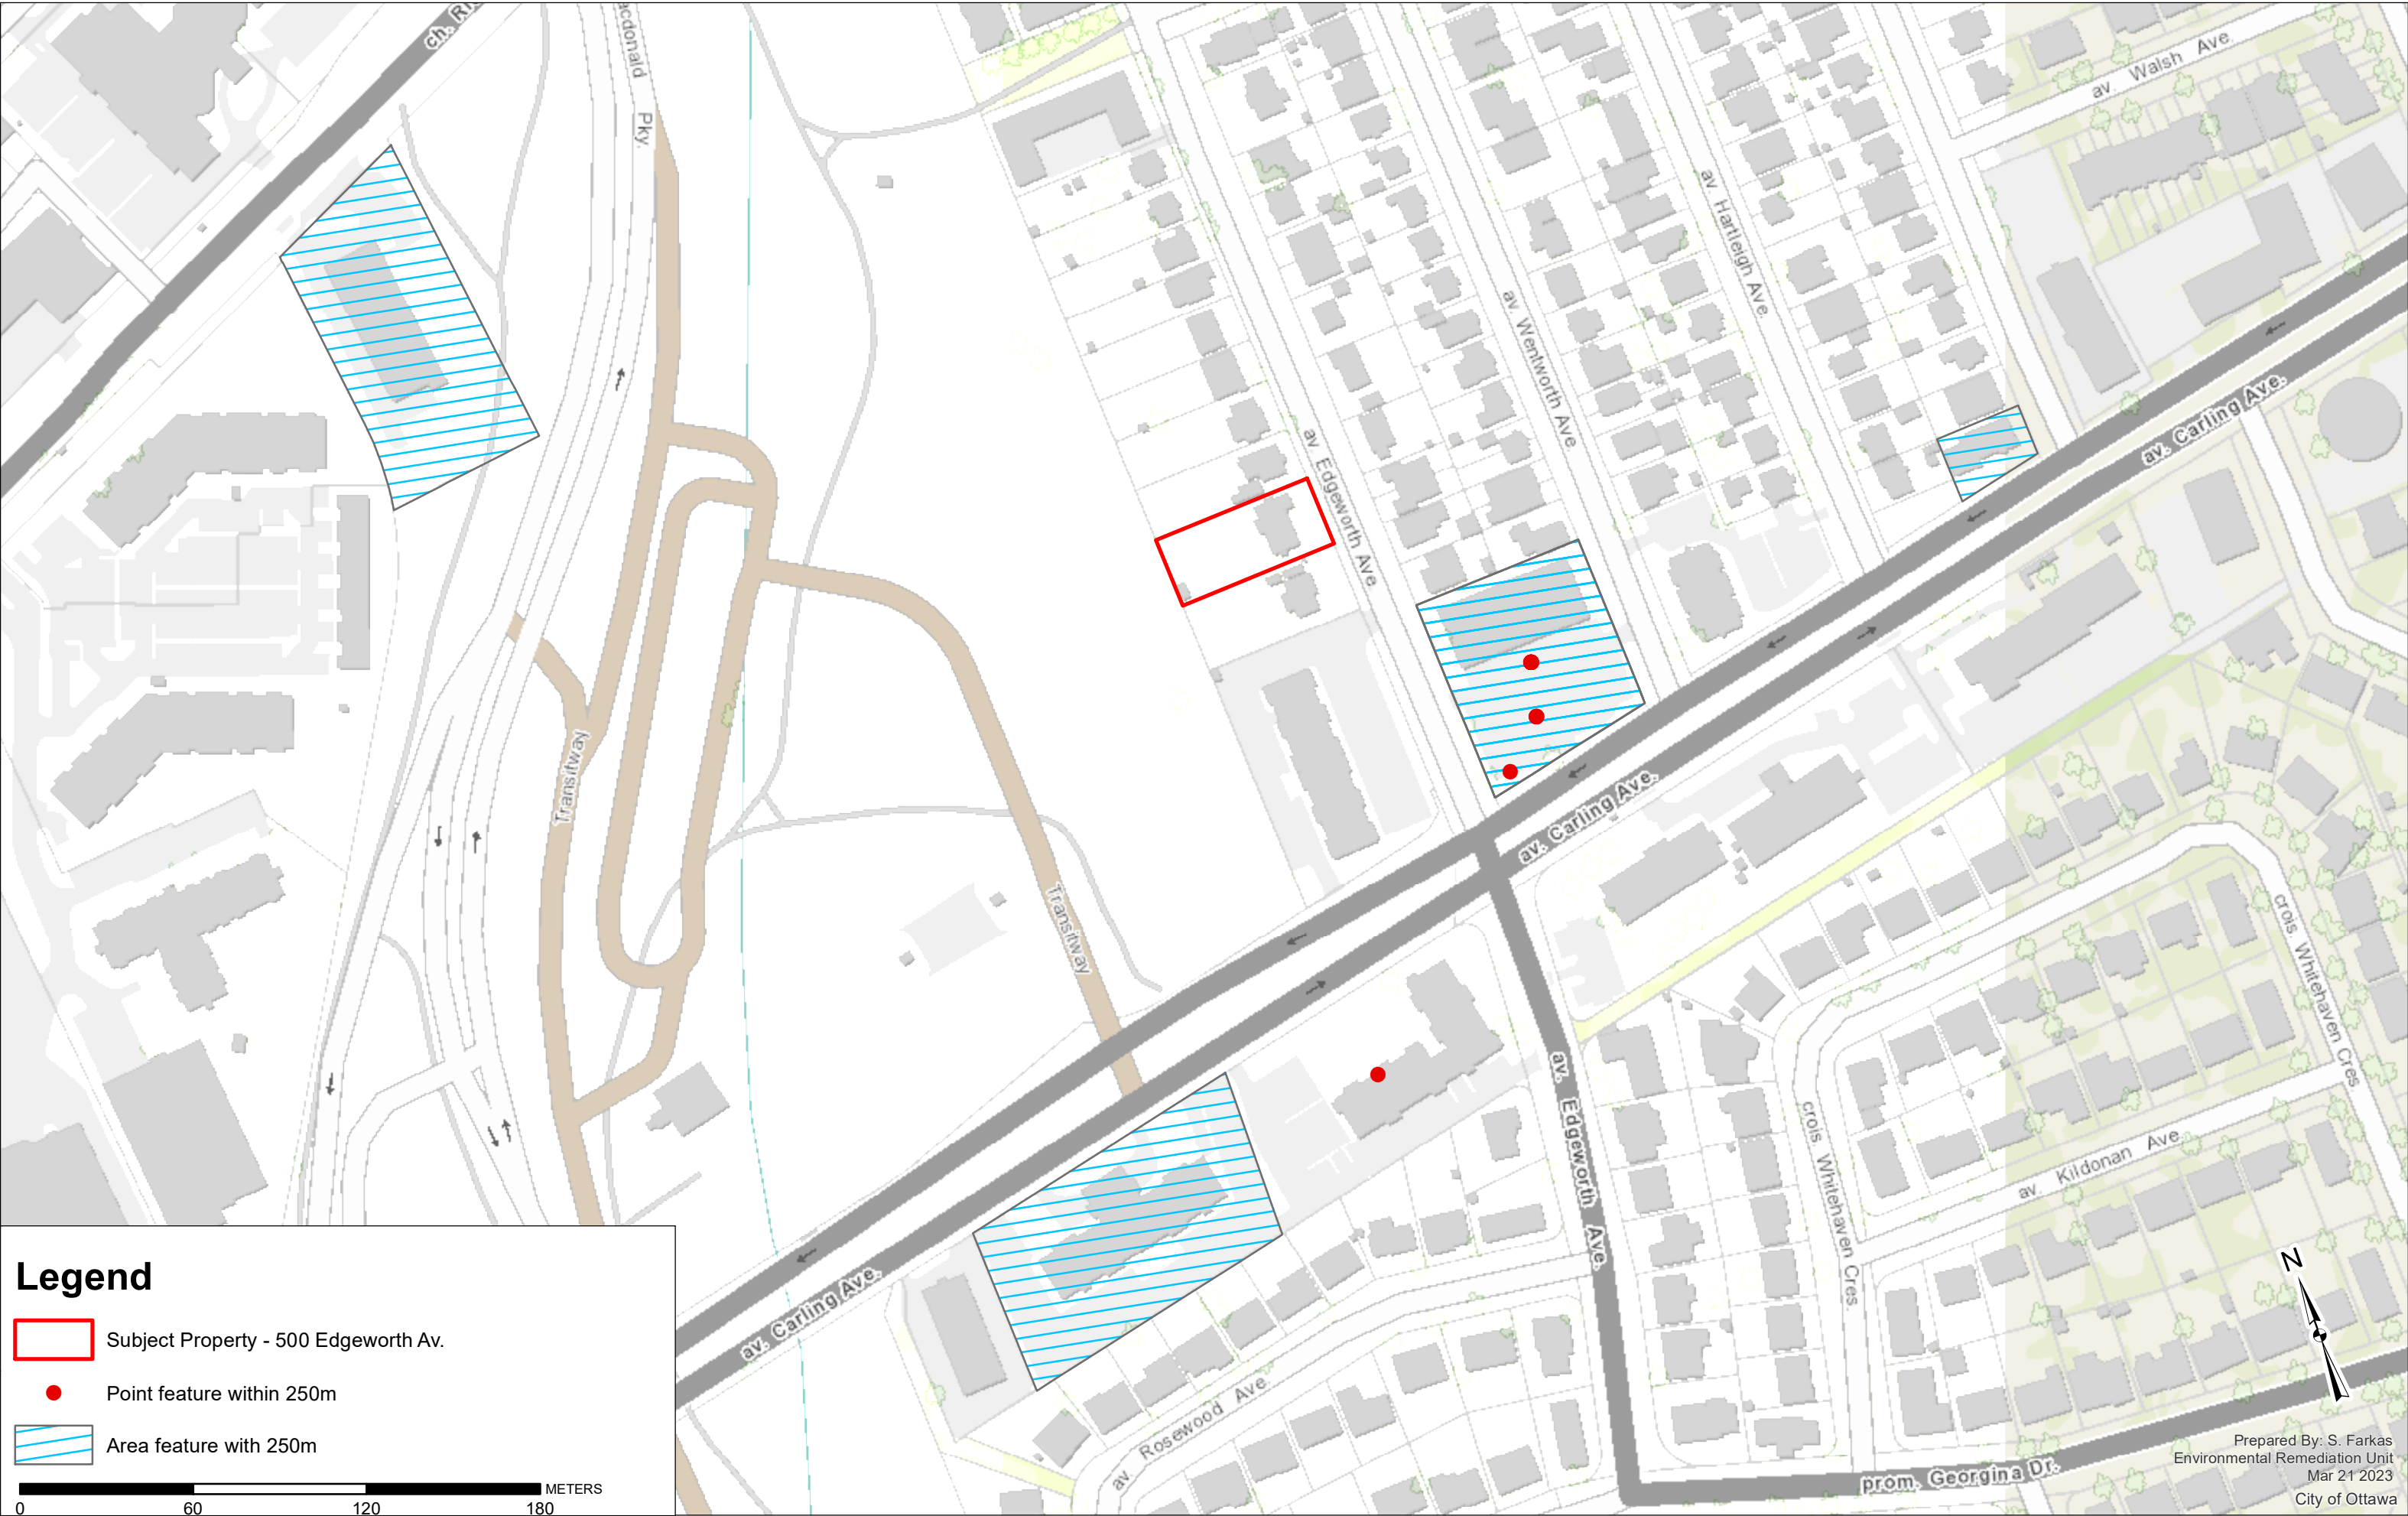 acdonald
Pky.
av. Walsh Ave.
av. Hartleigh Ave.
av. Wentworth Ave.
av. Edgeworth Ave
av. Carling Ave.
Transitway
av. Carling Ave.
Transitway
crois. Whitehaven Cres
av. Edgeworth Ave.
crois. Whitehaven Cres.
av. Kildonan Ave
av. Carling Ave.
av. Rosewood Ave
prom. Georgina Dr.
N
Legend
Subject Property - 500 Edgeworth Av.
Point feature within 250m
Area feature with 250m
METERS
0 60 120 180
Prepared By: S. Farkas
Environmental Remediation Unit
Mar 21 2023
City of Ottawa